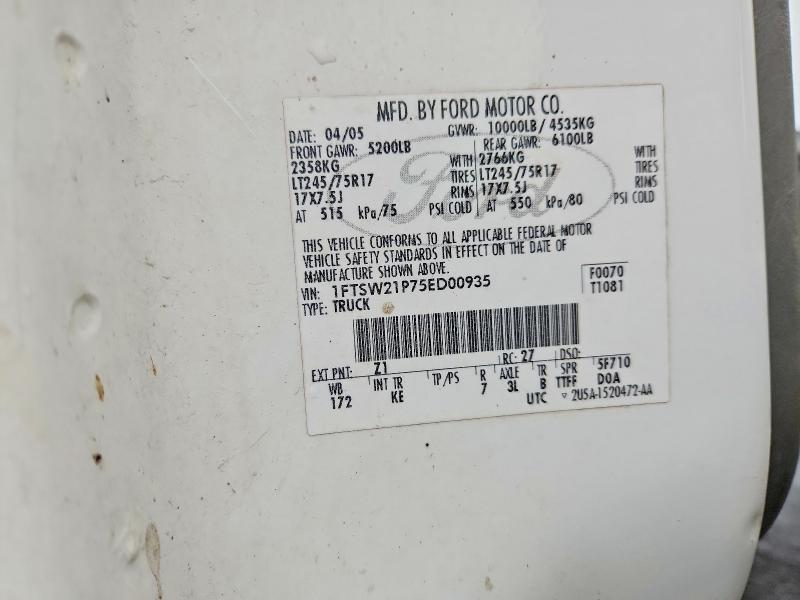 MFD. BY FORD MOTOR CO.
DATE: 04/05 GVWR: 10000LB/ 4535KG
FRONT GAWR: 5200LB REAR GAWR: 6100LB
2358KG WITH 2766KG WITH
LT245/75R17 TIRES LT245/75R17 TIRES
17X7.5J RIMS 17X7.5J RIMS
AT 515 kPa/75 PSI COLD AT 550 kPa/80 PSI COLD
Ford
THIS VEHICLE CONFORMS TO ALL APPLICABLE FEDERAL MOTOR
VEHICLE SAFETY STANDARDS IN EFFECT ON THE DATE OF
MANUFACTURE SHOWN ABOVE.
VIN: 1FTSW21P75ED00935 F0070
TYPE: TRUCK T1081
EXT PNT: Z1 RC: 27 DSO:
WB INT TR TP/PS R AXLE TR SPR 5F710
172 KE 7 3L B TTFF DOA
UTC ▽ 2U5A-1520472-AA